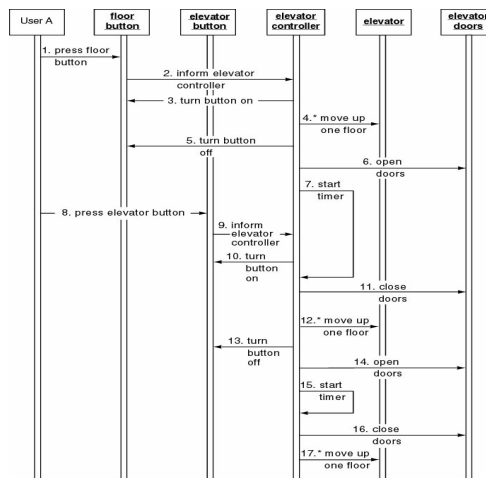 User A
floor
button
elevator
button
elevator
controller
elevator
elevator
doors
1. press floor
button
2. inform elevator
controller
3. turn button on
4.* move up
one floor
5. turn button
off
6. open
doors
7. start
timer
8. press elevator button
9. inform
elevator
controller
10. turn
button
on
11. close
doors
12.* move up
one floor
13. turn
button
off
14. open
doors
15. start
timer
16. close
doors
17.* move up
one floor